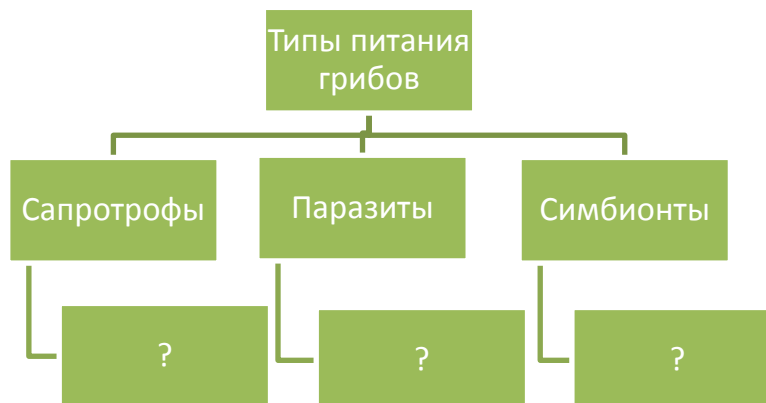 Типы питания
грибов
Сапротрофы
Паразиты
Симбионты
?
?
?